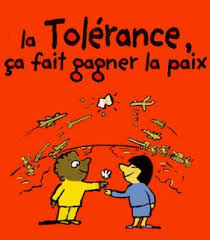 la Tolérance,
ça fait gagner la paix